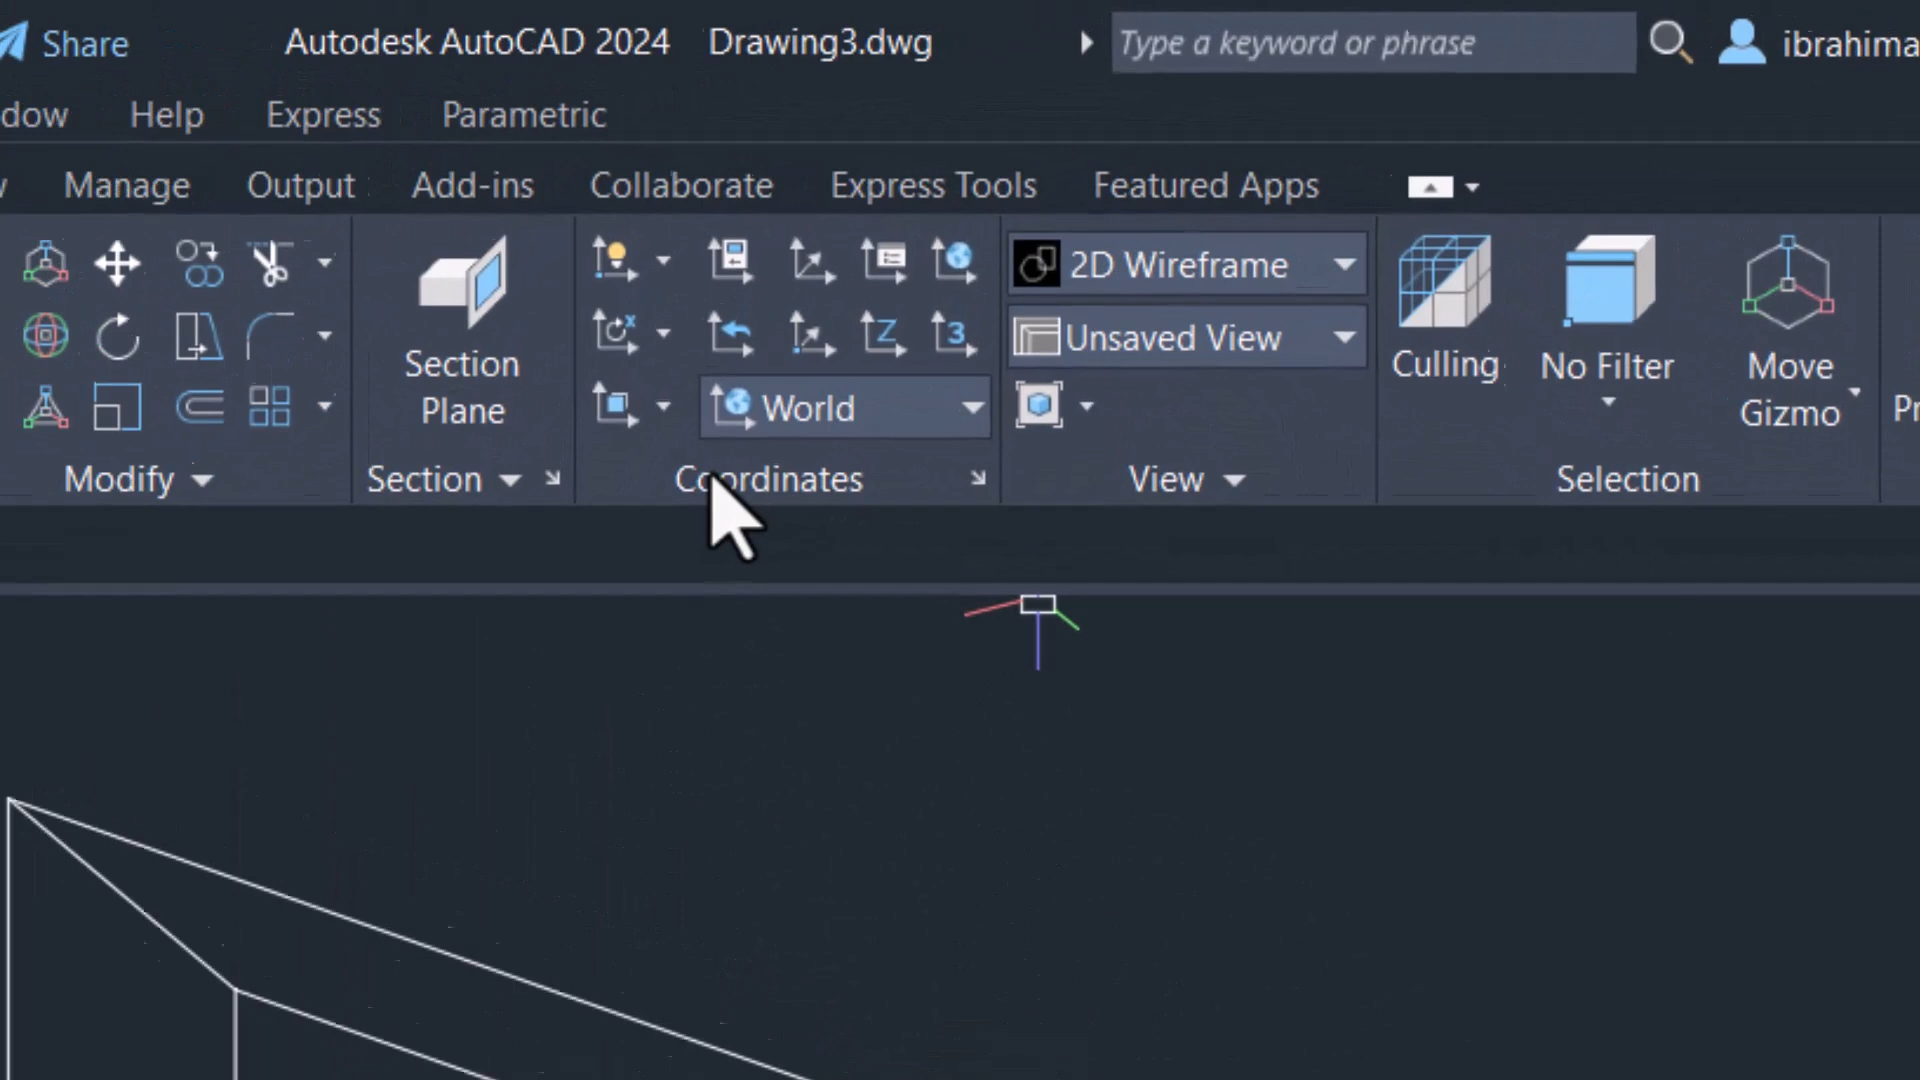 Share
Autodesk AutoCAD 2024 Drawing3.dwg
Type a keyword or phrase
ibrahima
dow Help Express Parametric
Manage Output Add-ins Collaborate Express Tools Featured Apps
2D Wireframe
Unsaved View
Section
Plane
World
Culling
No Filter
Move
Gizmo
Pr
Modify
Section
Coordinates
View
Selection